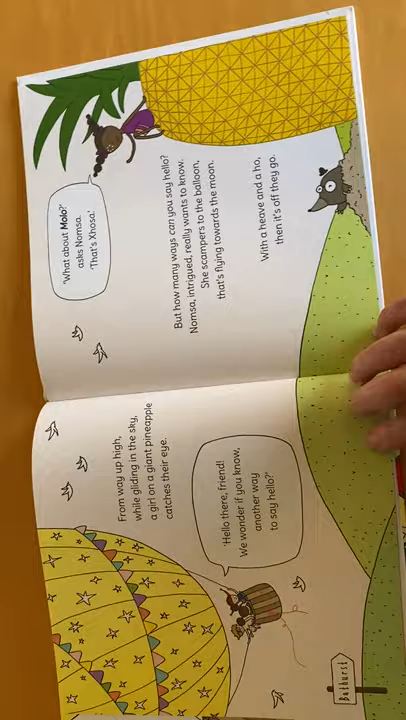 From way up high,
while gliding in the sky,
a girl on a giant pineapple
catches their eye.
'Hello there, friend!
We wonder if you know,
another way
to say hello?'
Bathurst
'What about Molo?'
asks Nomsa.
'That's Xhosa.'
But how many ways can you say hello?
Nomsa, intrigued, really wants to know.
She scampers to the balloon,
that's flying towards the moon.
With a heave and a ho,
then it's off they go.